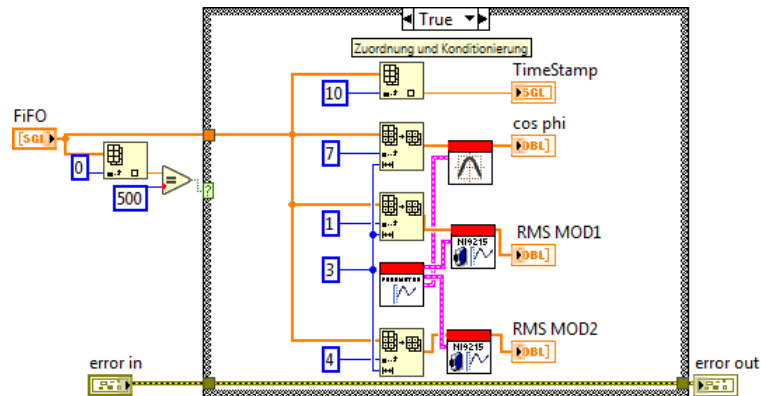 True
Zuordnung und Konditionierung
TimeStamp
10
SGL
FiFO
cos phi
[SGL]
7
DBL]
0
=
?
500
1
RMS MOD1
NI9215
DBL]
3
PARAMETER
RMS MOD2
NI9215
4
DBL]
error in
error out